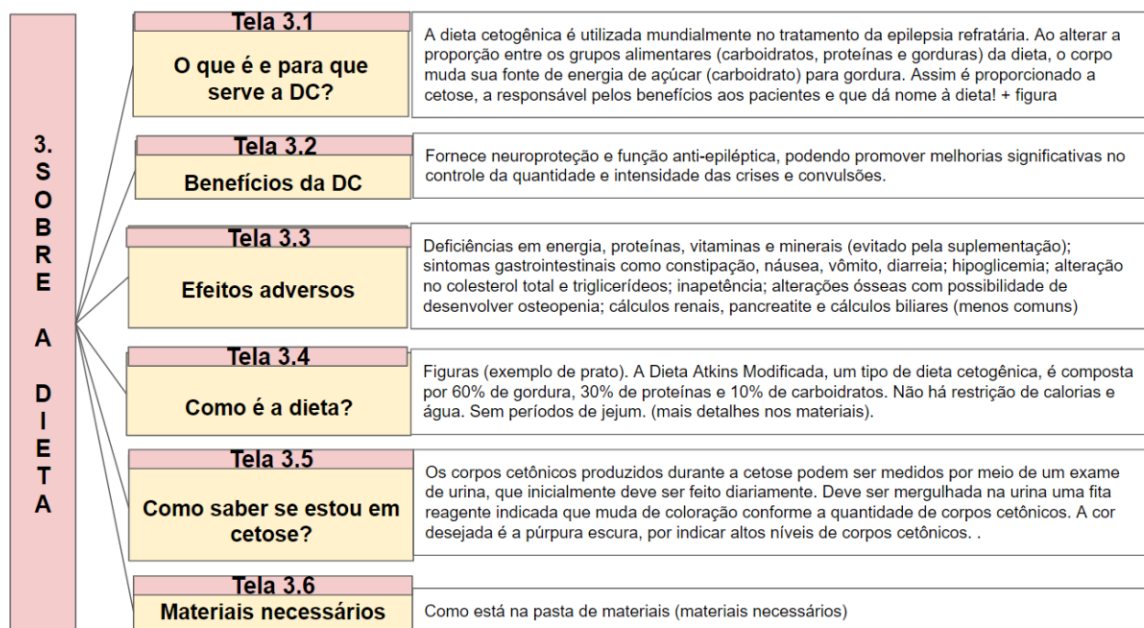 3.
S
O
B
R
E
A
D
I
E
T
A
Tela 3.1
O que é e para que
serve a DC?
A dieta cetogênica é utilizada mundialmente no tratamento da epilepsia refratária. Ao alterar a
proporção entre os grupos alimentares (carboidratos, proteínas e gorduras) da dieta, o corpo
muda sua fonte de energia de açúcar (carboidrato) para gordura. Assim é proporcionado a
cetose, a responsável pelos benefícios aos pacientes e que dá nome à dieta! + figura
Tela 3.2
Benefícios da DC
Fornece neuroproteção e função anti-epiléptica, podendo promover melhorias significativas no
controle da quantidade e intensidade das crises e convulsões.
Tela 3.3
Efeitos adversos
Deficiências em energia, proteínas, vitaminas e minerais (evitado pela suplementação);
sintomas gastrointestinais como constipação, náusea, vômito, diarreia; hipoglicemia; alteração
no colesterol total e triglicerídeos; inapetência; alterações ósseas com possibilidade de
desenvolver osteopenia; cálculos renais, pancreatite e cálculos biliares (menos comuns)
Tela 3.4
Como é a dieta?
Figuras (exemplo de prato). A Dieta Atkins Modificada, um tipo de dieta cetogênica, é composta
por 60% de gordura, 30% de proteínas e 10% de carboidratos. Não há restrição de calorias e
água. Sem períodos de jejum. (mais detalhes nos materiais).
Tela 3.5
Como saber se estou em
cetose?
Os corpos cetônicos produzidos durante a cetose podem ser medidos por meio de um exame
de urina, que inicialmente deve ser feito diariamente. Deve ser mergulhada na urina uma fita
reagente indicada que muda de coloração conforme a quantidade de corpos cetônicos. A cor
desejada é a púrpura escura, por indicar altos níveis de corpos cetônicos. .
Tela 3.6
Materiais necessários
Como está na pasta de materiais (materiais necessários)